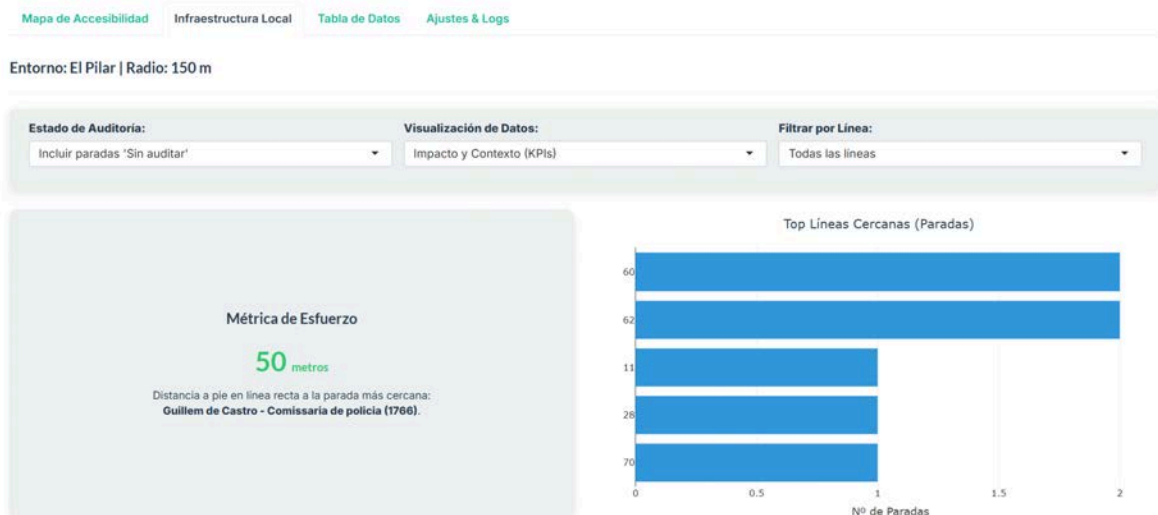 Mapa de Accesibilidad Infraestructura Local Tabla de Datos Ajustes & Logs
Entorno: El Pilar | Radio: 150 m
Estado de Auditoría: Visualización de Datos: Filtrar por Línea:
Incluir paradas 'Sin auditar' Impacto y Contexto (KPIs) Todas las líneas
Métrica de Esfuerzo
50 metros
Distancia a pie en línea recta a la parada más cercana:
Guillem de Castro - Comissaria de policia (1766).
Top Líneas Cercanas (Paradas)
60
62
11
28
70
0 0.5 1 1.5 2
Nº de Paradas